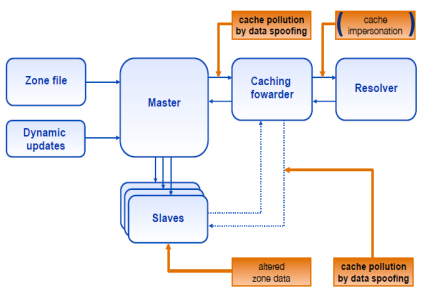 cache pollution
by data spoofing
( cache
impersonation )
Zone file
Master
Caching
fowarder
Resolver
Dynamic
updates
Slaves
altered
zone data
cache pollution
by data spoofing